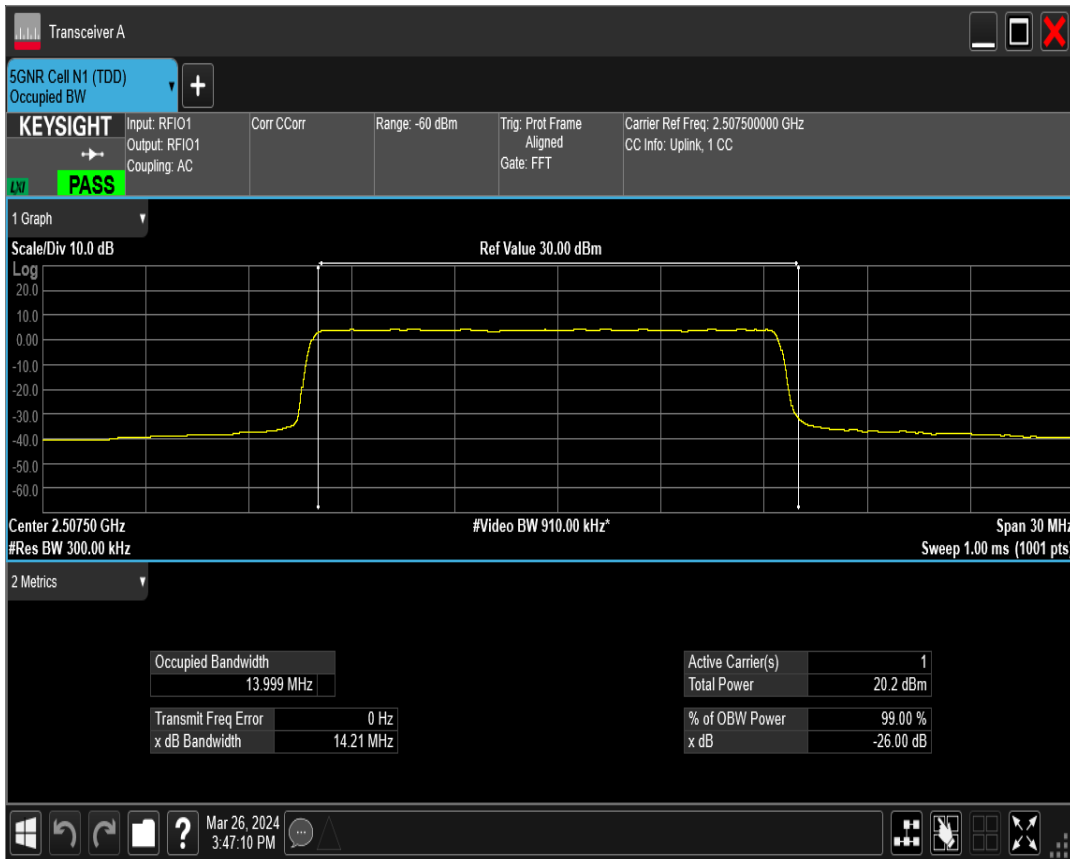 Transceiver A
5GNR Cell N1 (TDD)
Occupied BW
+
KEYSIGHT
LXI
PASS
Input: RFIO1
Output: RFIO1
Coupling: AC
Corr CCorr
Range: -60 dBm
Trig: Prot Frame
Aligned
Gate: FFT
Carrier Ref Freq: 2.507500000 GHz
CC Info: Uplink, 1 CC
1 Graph
Scale/Div 10.0 dB
Ref Value 30.00 dBm
Log
20.0
10.0
0.00
-10.0
-20.0
-30.0
-40.0
-50.0
-60.0
Center 2.50750 GHz
#Video BW 910.00 kHz*
Span 30 MHz
#Res BW 300.00 kHz
Sweep 1.00 ms (1001 pts)
2 Metrics
Occupied Bandwidth
13.999 MHz
Transmit Freq Error 0 Hz
x dB Bandwidth 14.21 MHz
Active Carrier(s) 1
Total Power 20.2 dBm
% of OBW Power 99.00 %
x dB -26.00 dB
?
Mar 26, 2024
3:47:10 PM